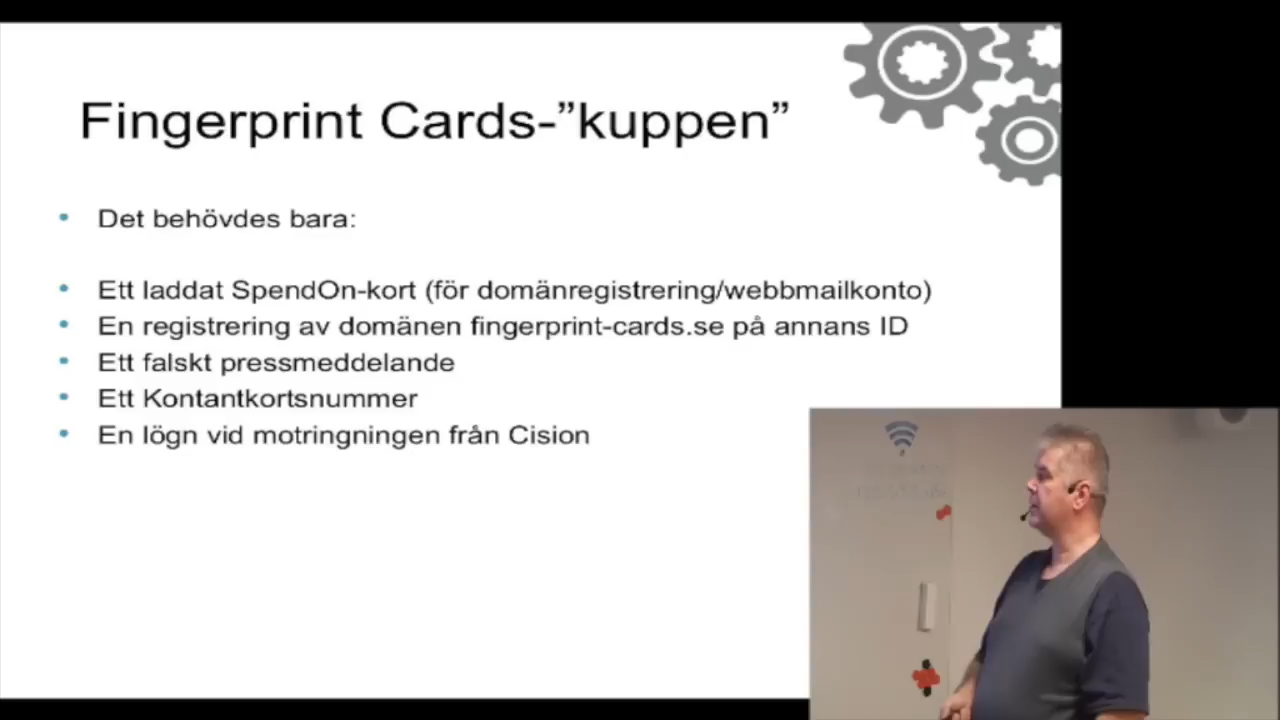 Fingerprint Cards-”kuppen”
• Det behövdes bara:
• Ett laddat SpendOn-kort (för domänregistrering/webbmailkonto)
• En registrering av domänen fingerprint-cards.se på annans ID
• Ett falskt pressmeddelande
• Ett Kontantkortsnummer
• En lögn vid motringningen från Cision